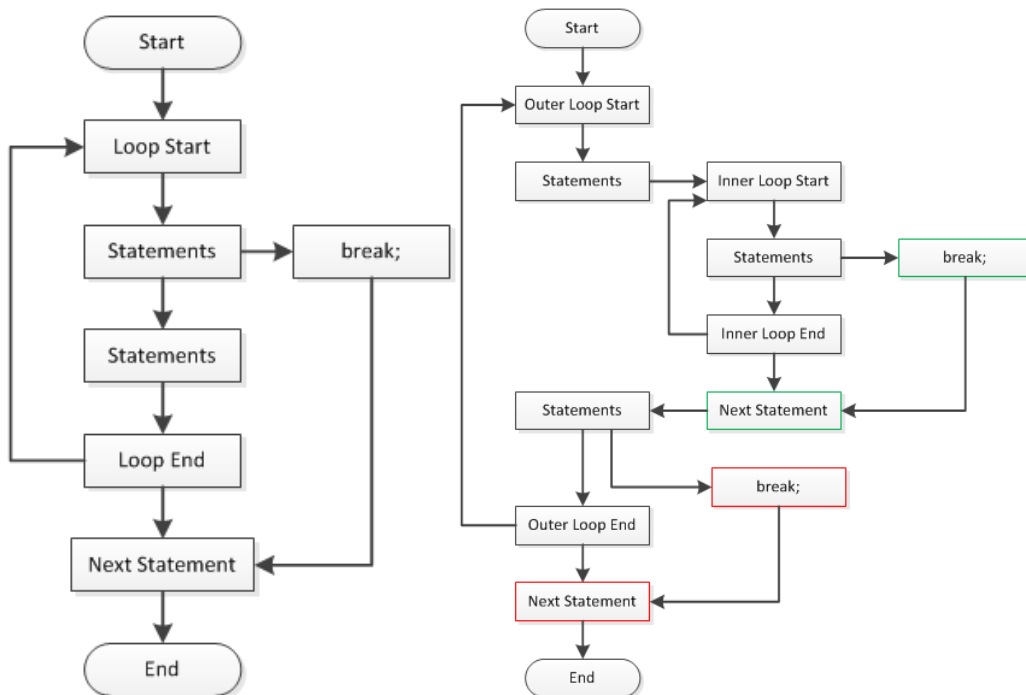 Start
Loop Start
Statements
break;
Statements
Loop End
Next Statement
End
Start
Outer Loop Start
Statements
Inner Loop Start
Statements
break;
Inner Loop End
Statements
Next Statement
break;
Outer Loop End
Next Statement
End